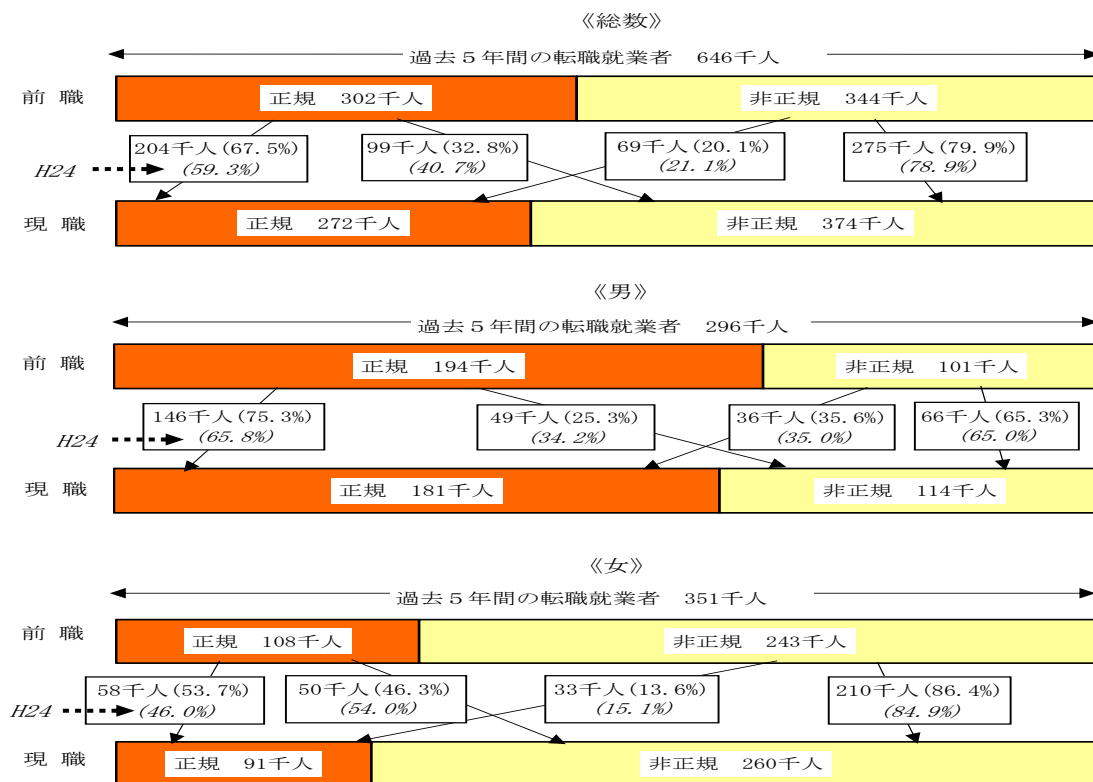 《総数》
過去５年間の転職就業者　646千人
前 職
正規　302千人
非正規　344千人
204千人(67.5%)
(59.3%)
99千人(32.8%)
(40.7%)
69千人(20.1%)
(21.1%)
275千人(79.9%)
(78.9%)
H24
現 職
正規　272千人
非正規　374千人
《男》
過去５年間の転職就業者　296千人
前 職
正規　194千人
非正規　101千人
146千人(75.3%)
(65.8%)
49千人(25.3%)
(34.2%)
36千人(35.6%)
(35.0%)
66千人(65.3%)
(65.0%)
H24
現 職
正規　181千人
非正規　114千人
《女》
過去５年間の転職就業者　351千人
前 職
正規　108千人
非正規　243千人
58千人(53.7%)
(46.0%)
50千人(46.3%)
(54.0%)
33千人(13.6%)
(15.1%)
210千人(86.4%)
(84.9%)
H24
現 職
正規　91千人
非正規　260千人